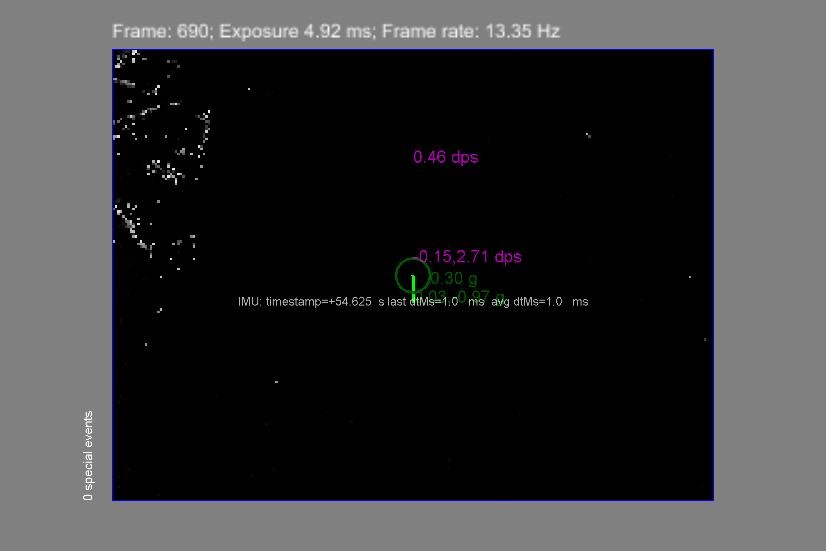 Frame: 690; Exposure 4.92 ms; Frame rate: 13.35 Hz
0.46 dps
-0.15,2.71 dps
0.30 g
IMU: timestamp=+54.625 s last dtMs=1.0 ms avg dtMs=1.0 ms
0 special events